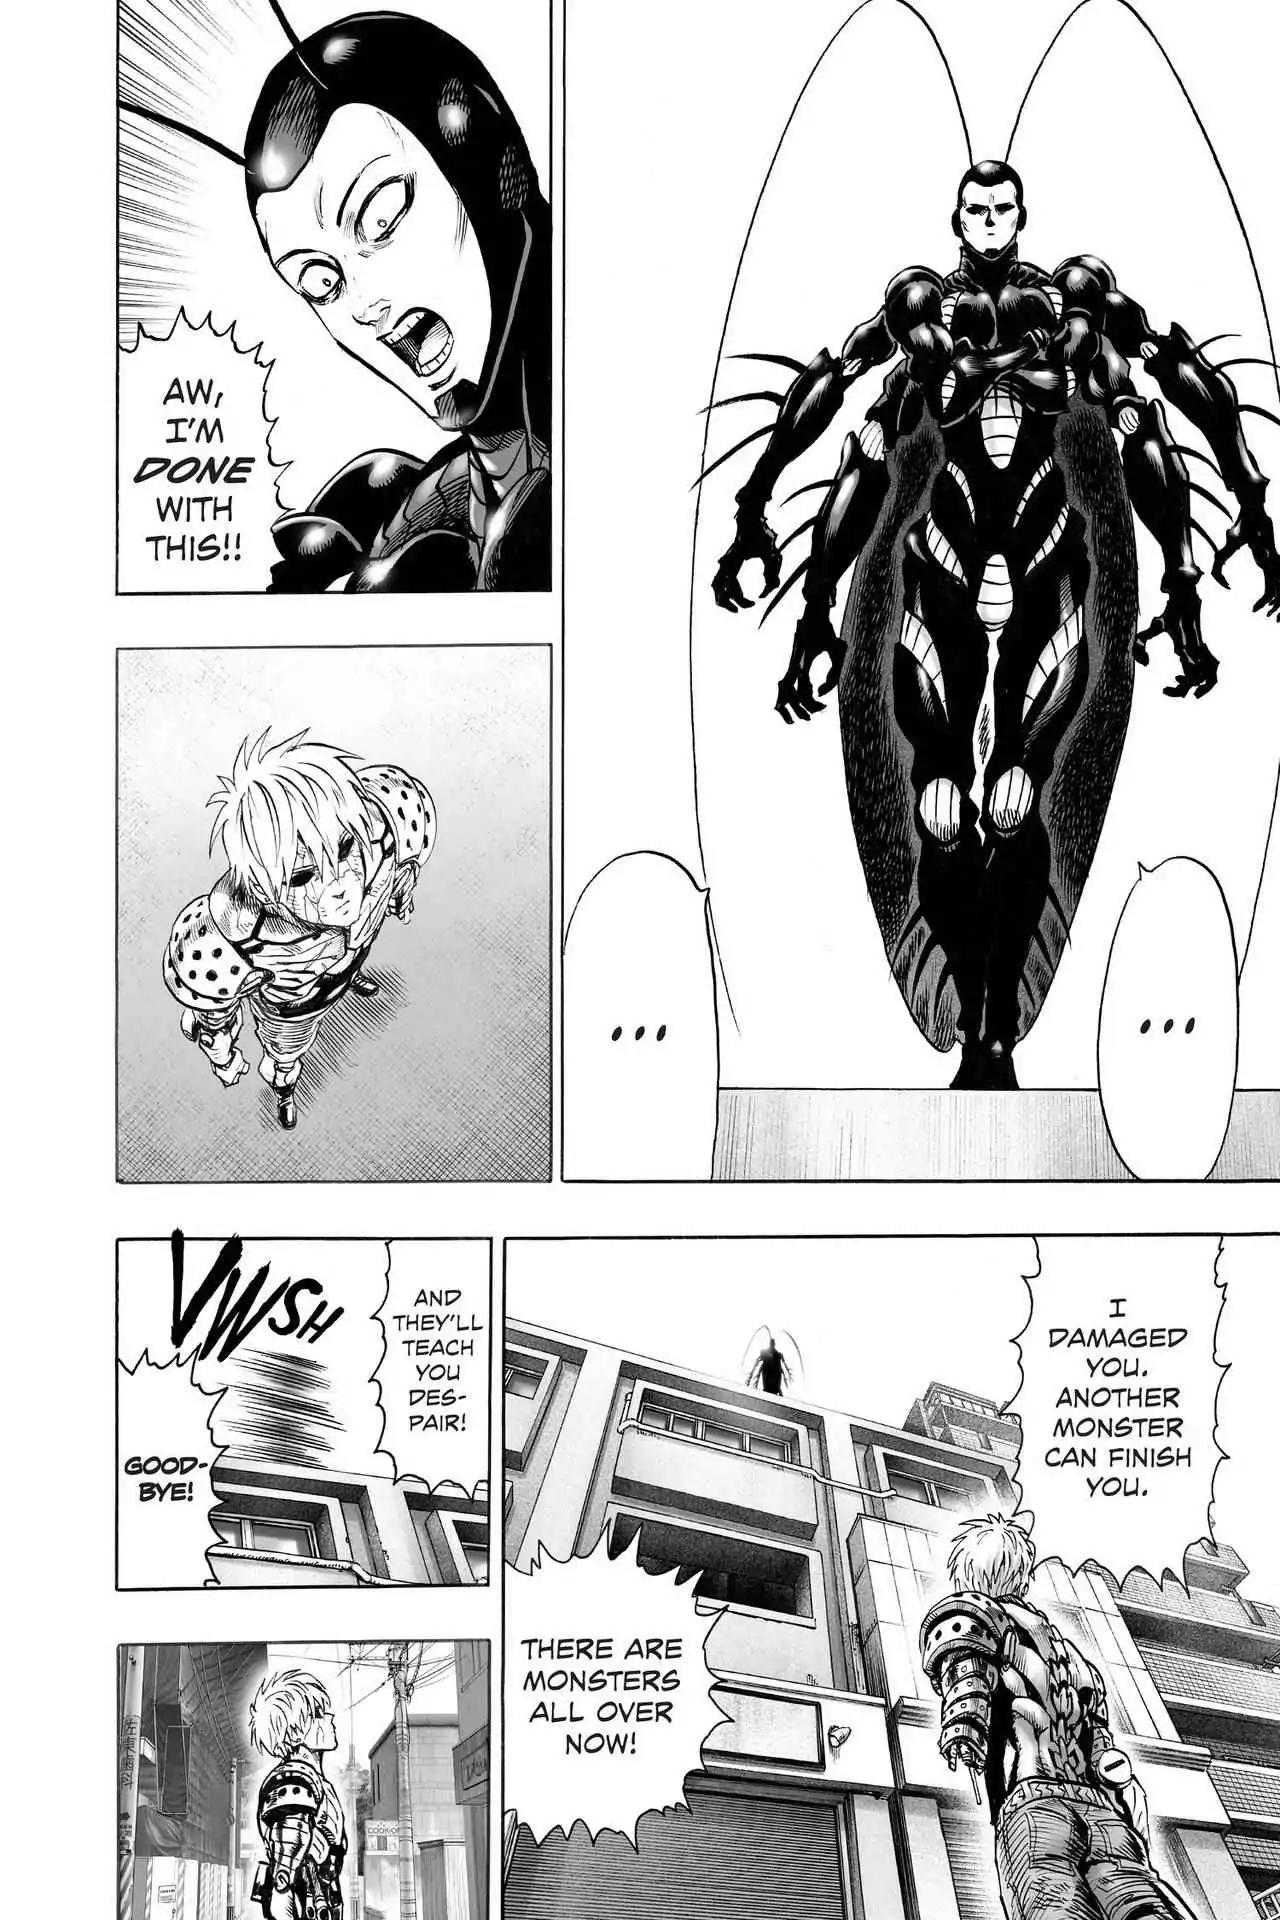 ...
...
AW,
I'M
DONE
WITH
THIS!!
I
DAMAGED
YOU.
ANOTHER
MONSTER
CAN FINISH
YOU.
THERE ARE
MONSTERS
ALL OVER
NOW!
AND
THEY'LL
TEACH
YOU
DES-
PAIR!
VWSH
GOOD-
BYE!